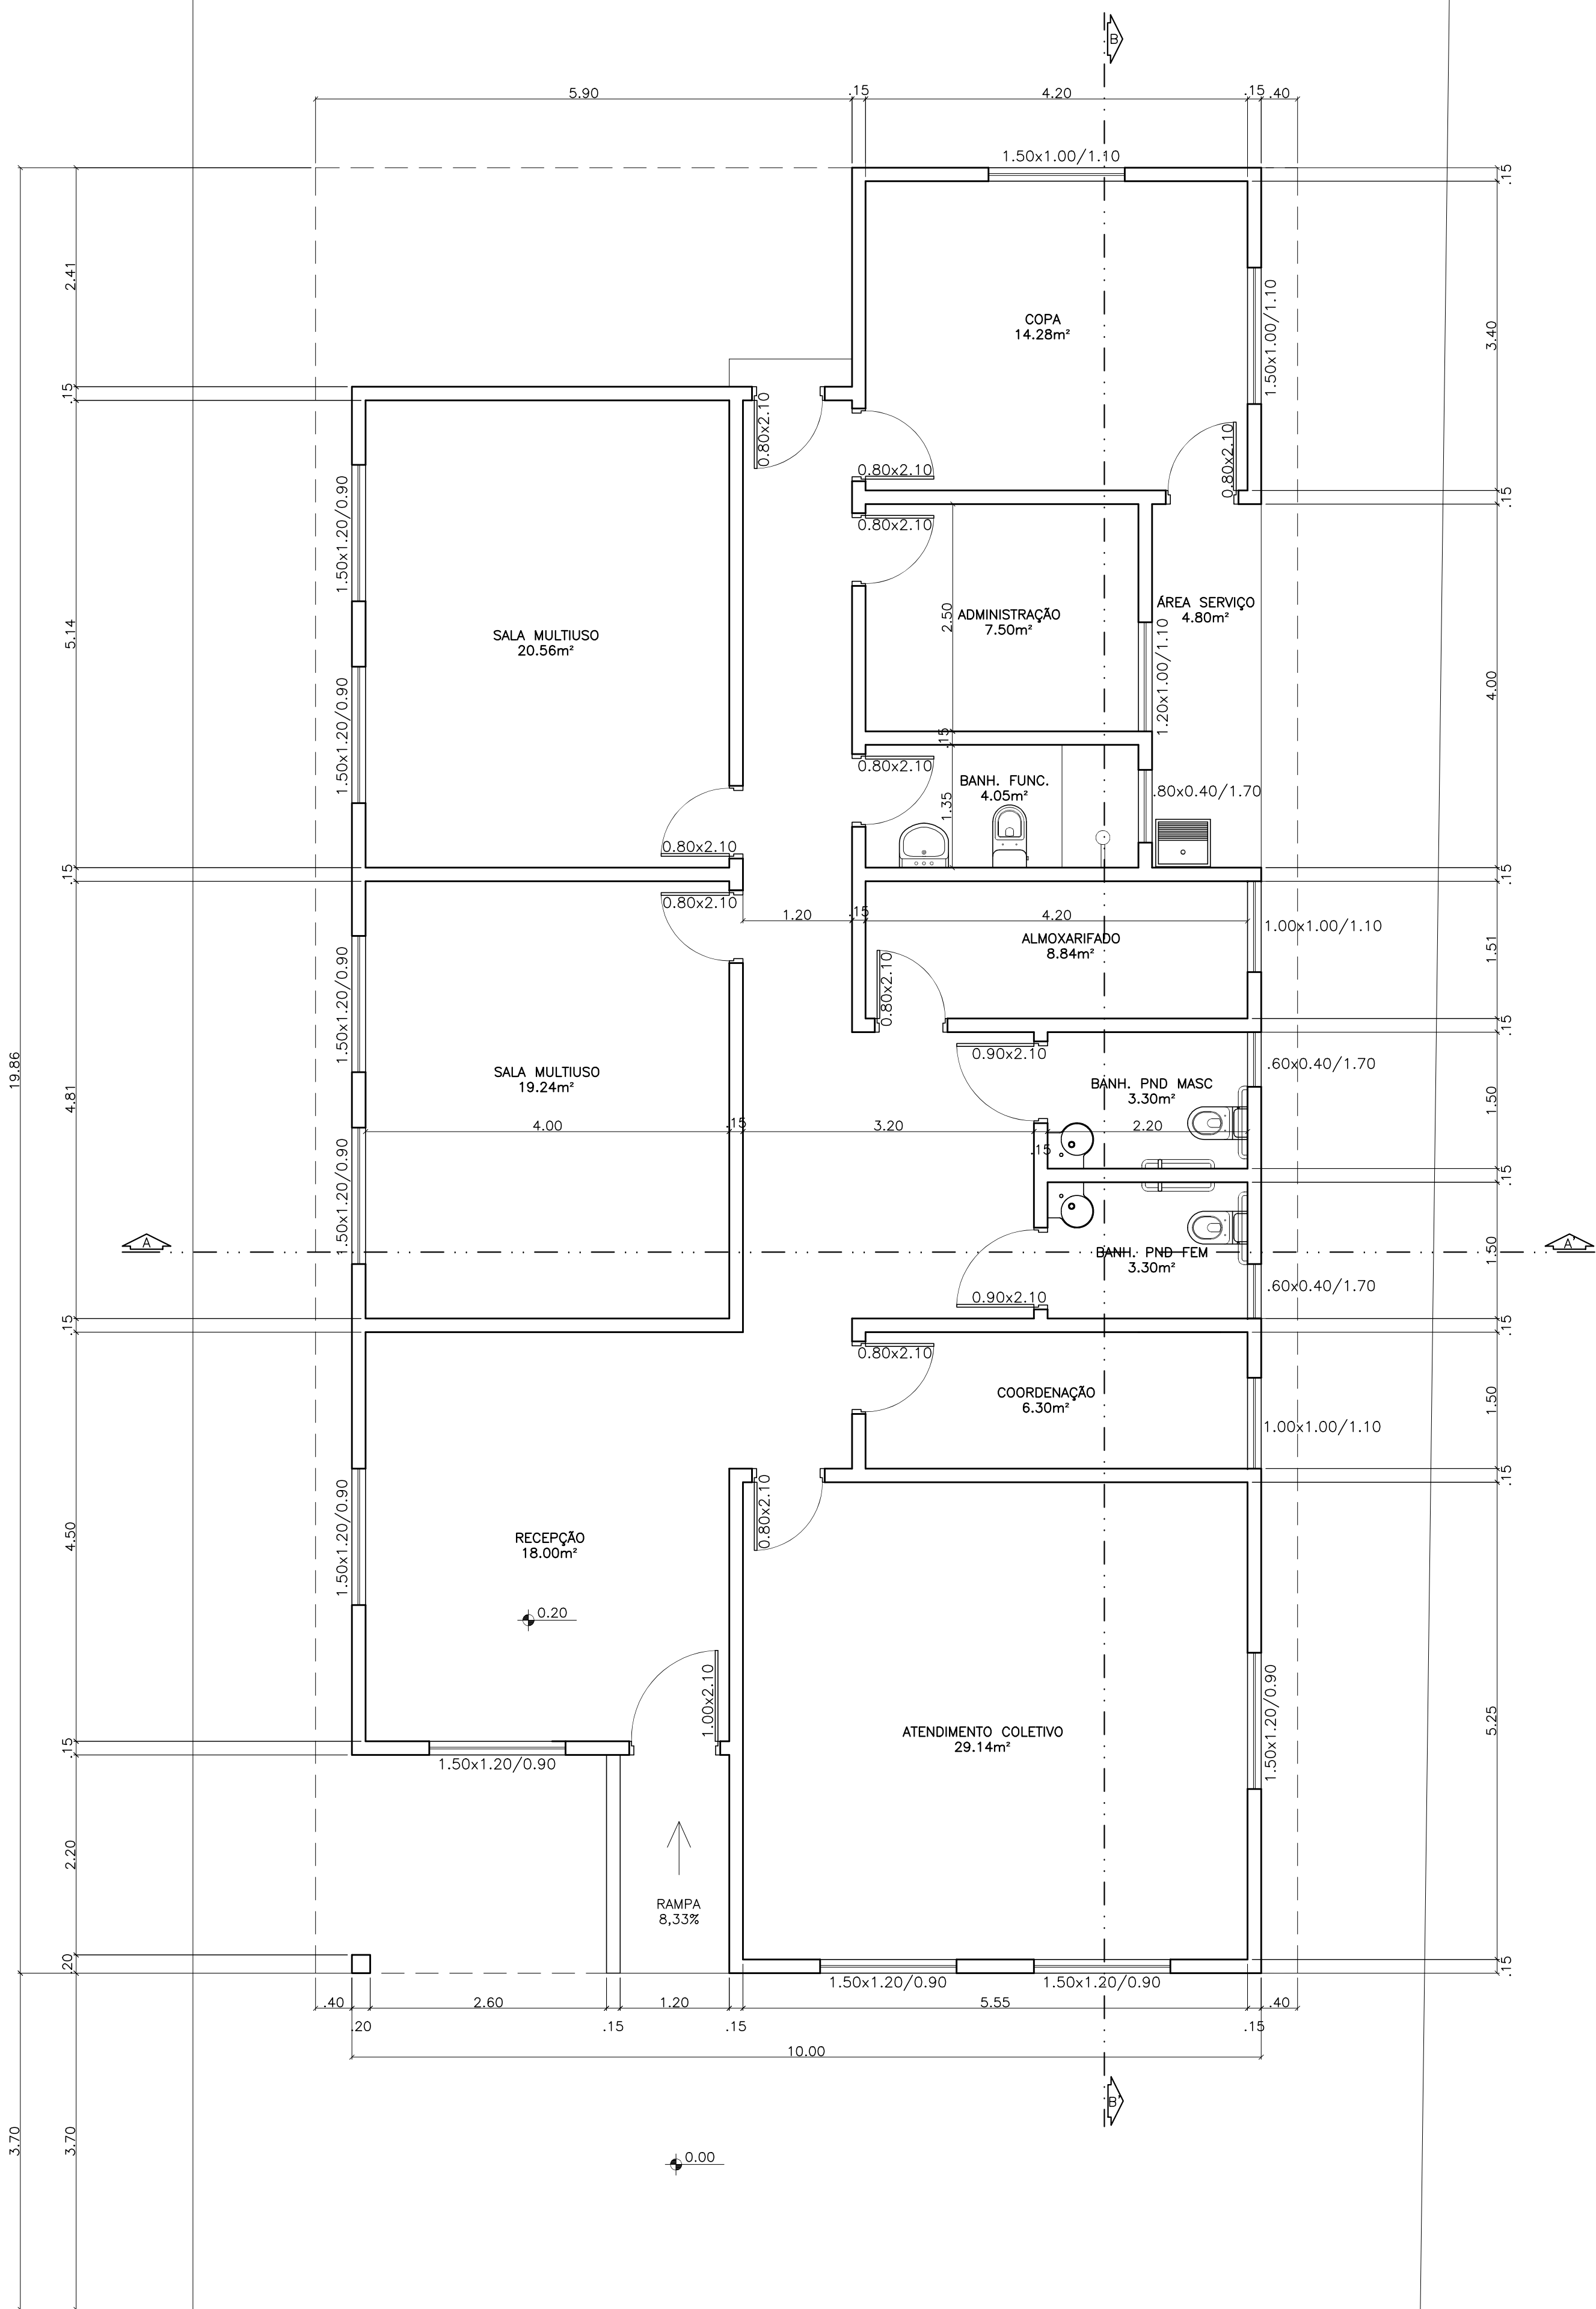 B
5.90
.15
4.20
.15
.40
1.50x1.00/1.10
.15
2.41
COPA
14.28m²
1.50x1.00/1.10
3.40
.15
0.80x2.10
0.80x2.10
0.80x2.10
.15
0.80x2.10
1.50x1.20/0.90
5.14
SALA MULTIUSO
20.56m²
2.50
ADMINISTRAÇÃO
7.50m²
ÁREA SERVIÇO
4.80m²
1.20x1.00/1.10
4.00
1.50x1.20/0.90
.15
0.80x2.10
BANH. FUNC.
4.05m²
1.35
.80x0.40/1.70
0.80x2.10
.15
.15
0.80x2.10
1.20
.15
4.20
1.00x1.00/1.10
ALMOXARIFADO
8.84m²
1.51
0.80x2.10
1.50x1.20/0.90
.15
19.86
4.81
0.90x2.10
.60x0.40/1.70
SALA MULTIUSO
19.24m²
BANH. PND MASC
3.30m²
1.50
4.00
.15
3.20
.15
2.20
.15
1.50x1.20/0.90
A
BANH. PND FEM
3.30m²
1.50
A'
0.90x2.10
.60x0.40/1.70
.15
.15
0.80x2.10
COORDENAÇÃO
6.30m²
1.50
1.00x1.00/1.10
.15
0.80x2.10
1.50x1.20/0.90
4.50
RECEPÇÃO
18.00m²
0.20
1.00x2.10
ATENDIMENTO COLETIVO
29.14m²
1.50x1.20/0.90
5.25
.15
1.50x1.20/0.90
2.20
RAMPA
8,33%
.20
.15
1.50x1.20/0.90
1.50x1.20/0.90
.40
2.60
1.20
5.55
.40
.20
.15
.15
.15
10.00
B'
3.70
3.70
0.00